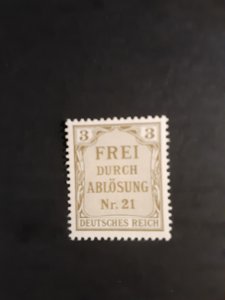 3 3
FREI
DURCH
ABLÖSUNG
Nr. 21
DEUTSCHES REICH